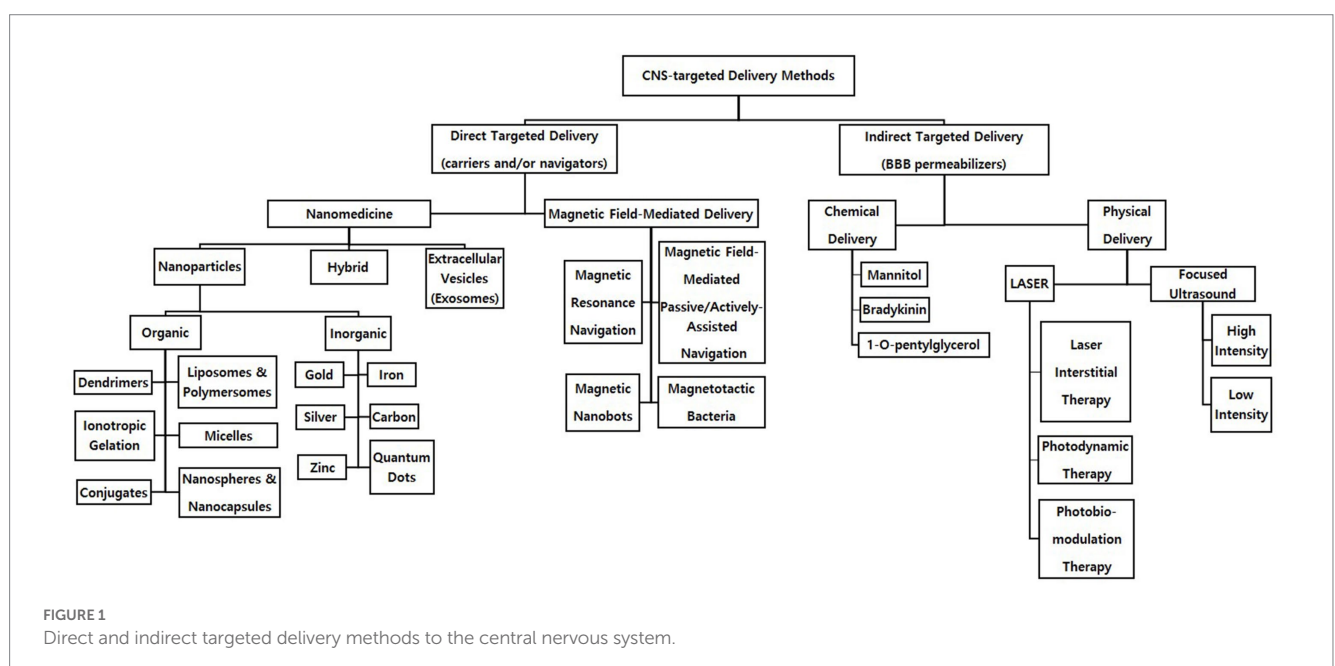 CNS-targeted Delivery Methods
Direct Targeted Delivery
(carriers and/or navigators)
Indirect Targeted Delivery
(BBB permeabilizers)
Nanomedicine
Magnetic Field-Mediated Delivery
Chemical
Delivery
Physical
Delivery
Nanoparticles
Hybrid
Extracellular
Vesicles
(Exosomes)
Magnetic
Resonance
Navigation
Magnetic Field-
Mediated
Passive/Actively-
Assisted
Navigation
Magnetic
Nanobots
Magnetotactic
Bacteria
Mannitol
Bradykinin
1-O-pentylglycerol
LASER
Focused
Ultrasound
Organic
Inorganic
Dendrimers
Liposomes &
Polymersomes
Ionotropic
Gelation
Micelles
Conjugates
Nanospheres &
Nanocapsules
Gold
Iron
Silver
Carbon
Zinc
Quantum
Dots
Laser
Interstitial
Therapy
Photodynamic
Therapy
Photobio-
modulation
Therapy
High
Intensity
Low
Intensity
FIGURE 1
Direct and indirect targeted delivery methods to the central nervous system.